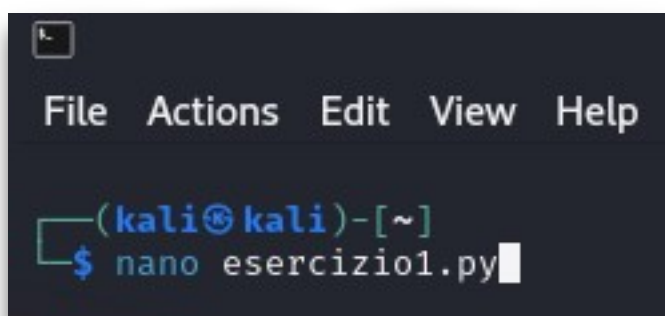 File Actions Edit View Help
┌──(kali㉿kali)-[~]
└─$ nano esercizio1.py